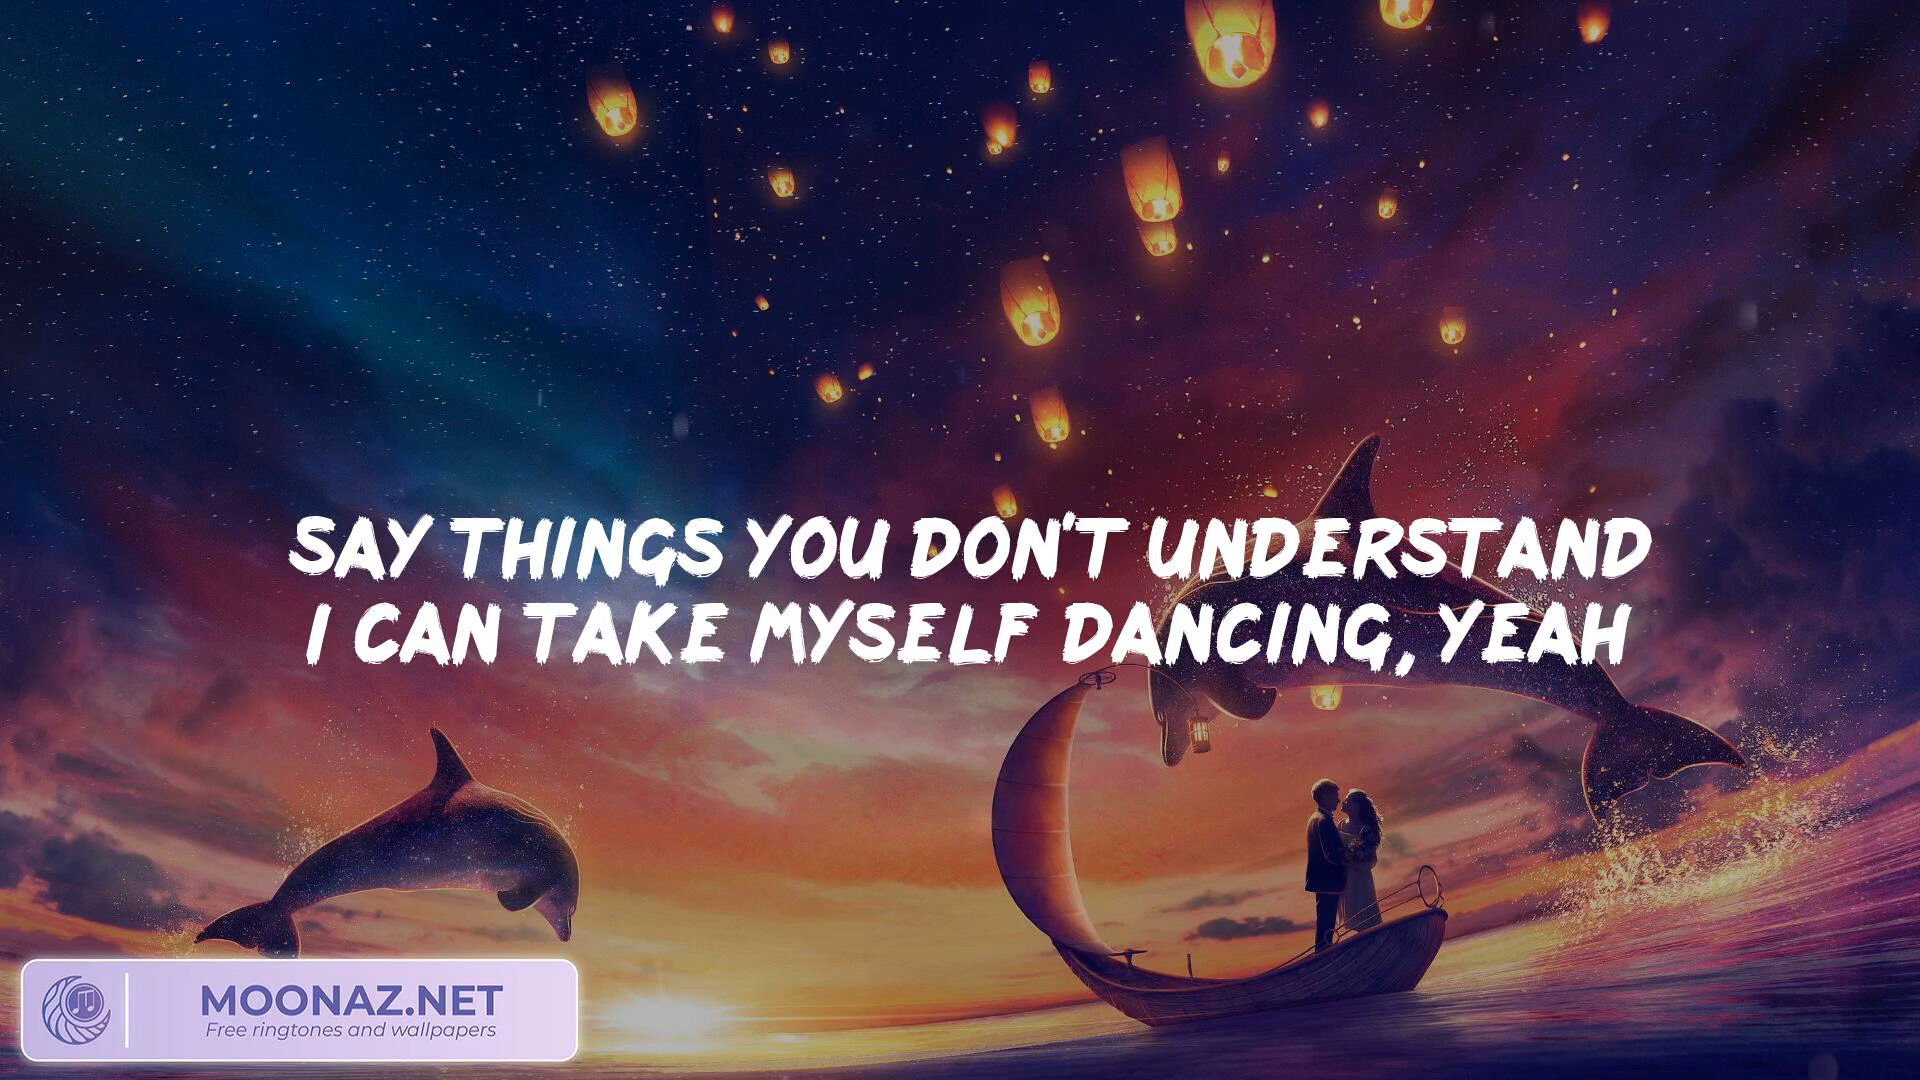 SAY THINGS YOU DON'T UNDERSTAND
I CAN TAKE MYSELF DANCING, YEAH
MOONAZ.NET
Free ringtones and wallpapers